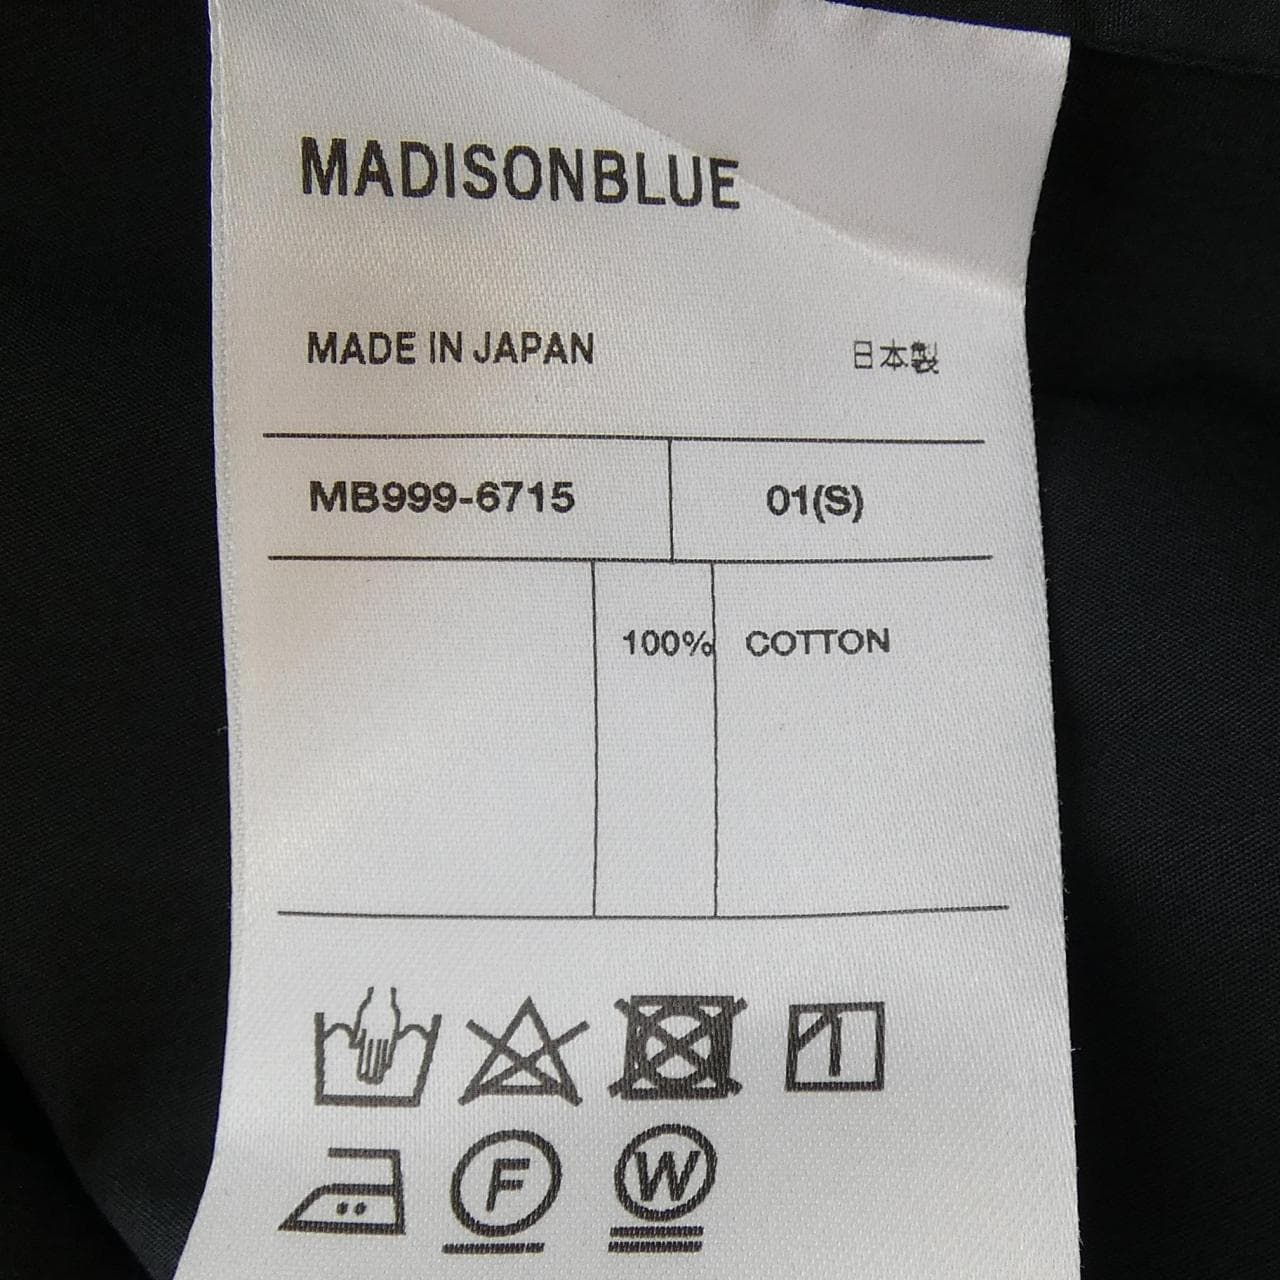 MADISONBLUE
MADE IN JAPAN 日本製
MB999-6715 01(S)
100% COTTON
F W